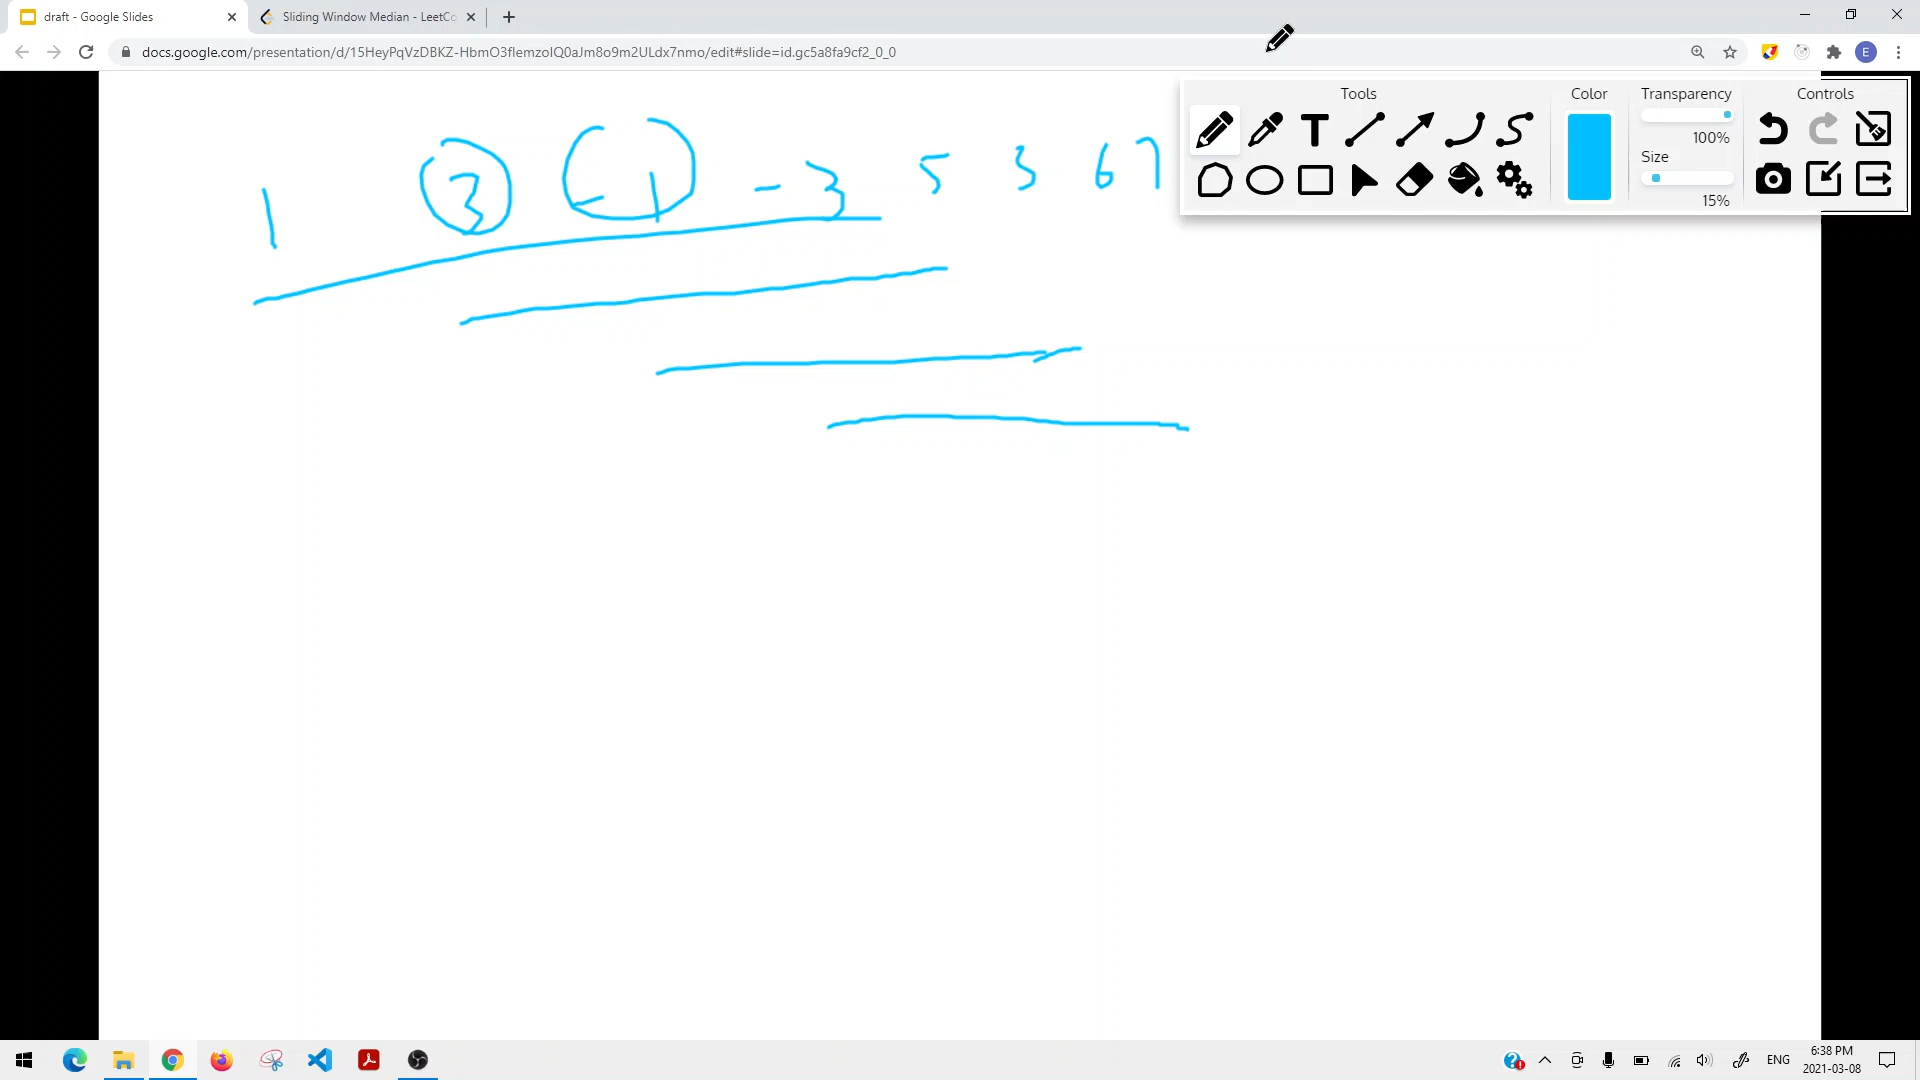 draft - Google Slides
Sliding Window Median - LeetCo
docs.google.com/presentation/d/15HeyPqVzDBKZ-HbmO3flemzolQ0aJm8o9m2ULdx7nmo/edit#slide=id.gc5a8fa9cf2_0_0
E
Tools Color Transparency Controls
100%
Size
15%
T
1 3 -1 -3 5 3 6 7
ENG
6:38 PM
2021-03-08